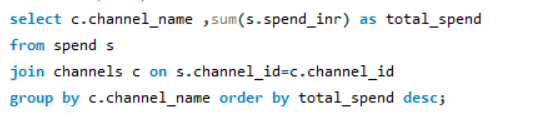 select c.channel_name ,sum(s.spend_inr) as total_spend
from spend s
join channels c on s.channel_id=c.channel_id
group by c.channel_name order by total_spend desc;